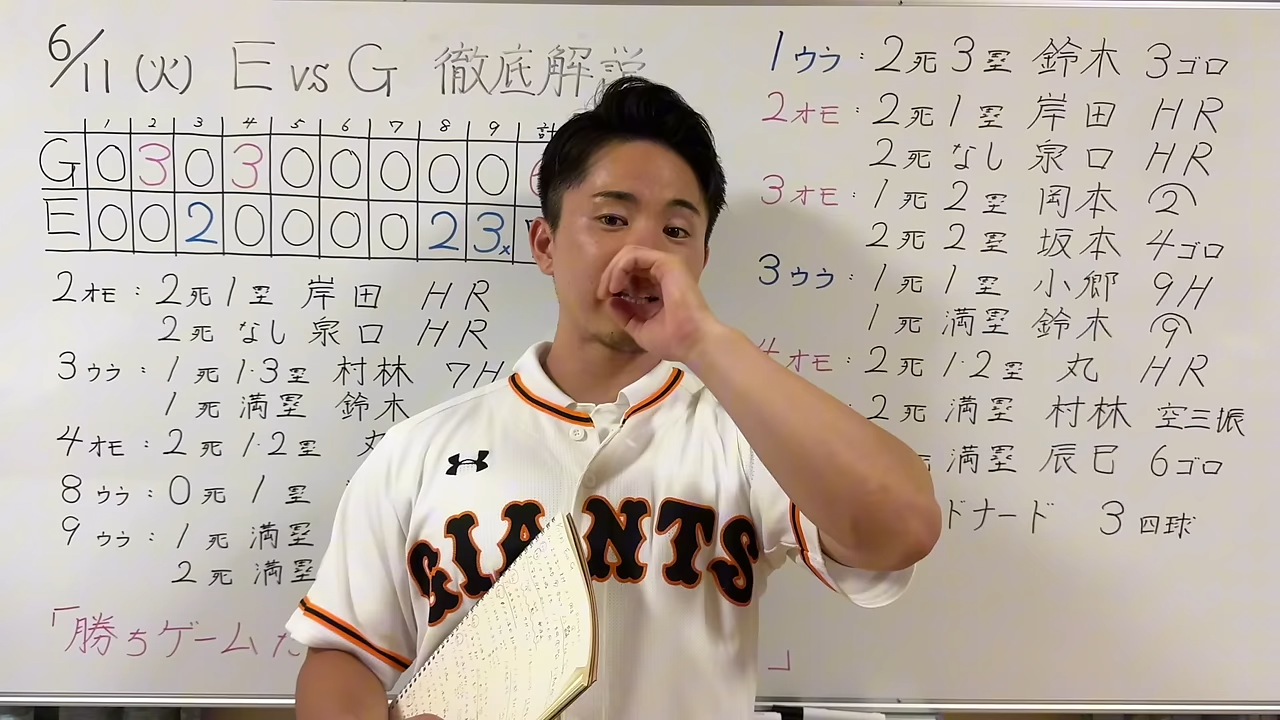 6/11 (火) E vs G 徹底解説
1 2 3 4 5 6 7 8 9 計
G 0 3 0 3 0 0 0 0 0
E 0 0 2 0 0 0 0 2 3x
2オモ：2死1塁 岸田 HR
2死なし 泉口 HR
3ウラ：1死1・3塁 村林 7H
1死満塁 鈴木
4オモ：2死1・2塁
8ウラ：0死1塁
9ウラ：1死満塁
2死満塁
「勝ちゲーム
」
1ウラ：2死3塁 鈴木 3ゴロ
2オモ：2死1塁 岸田 HR
2死なし 泉口 HR
3オモ：1死2塁 岡本 2
2死2塁 坂本 4ゴロ
3ウラ：1死1塁 小郷 9H
1死満塁 鈴木 9
4オモ：2死1・2塁 丸 HR
2死満塁 村林 空三振
満塁 辰巳 6ゴロ
ドナード 3四球
GIANTS